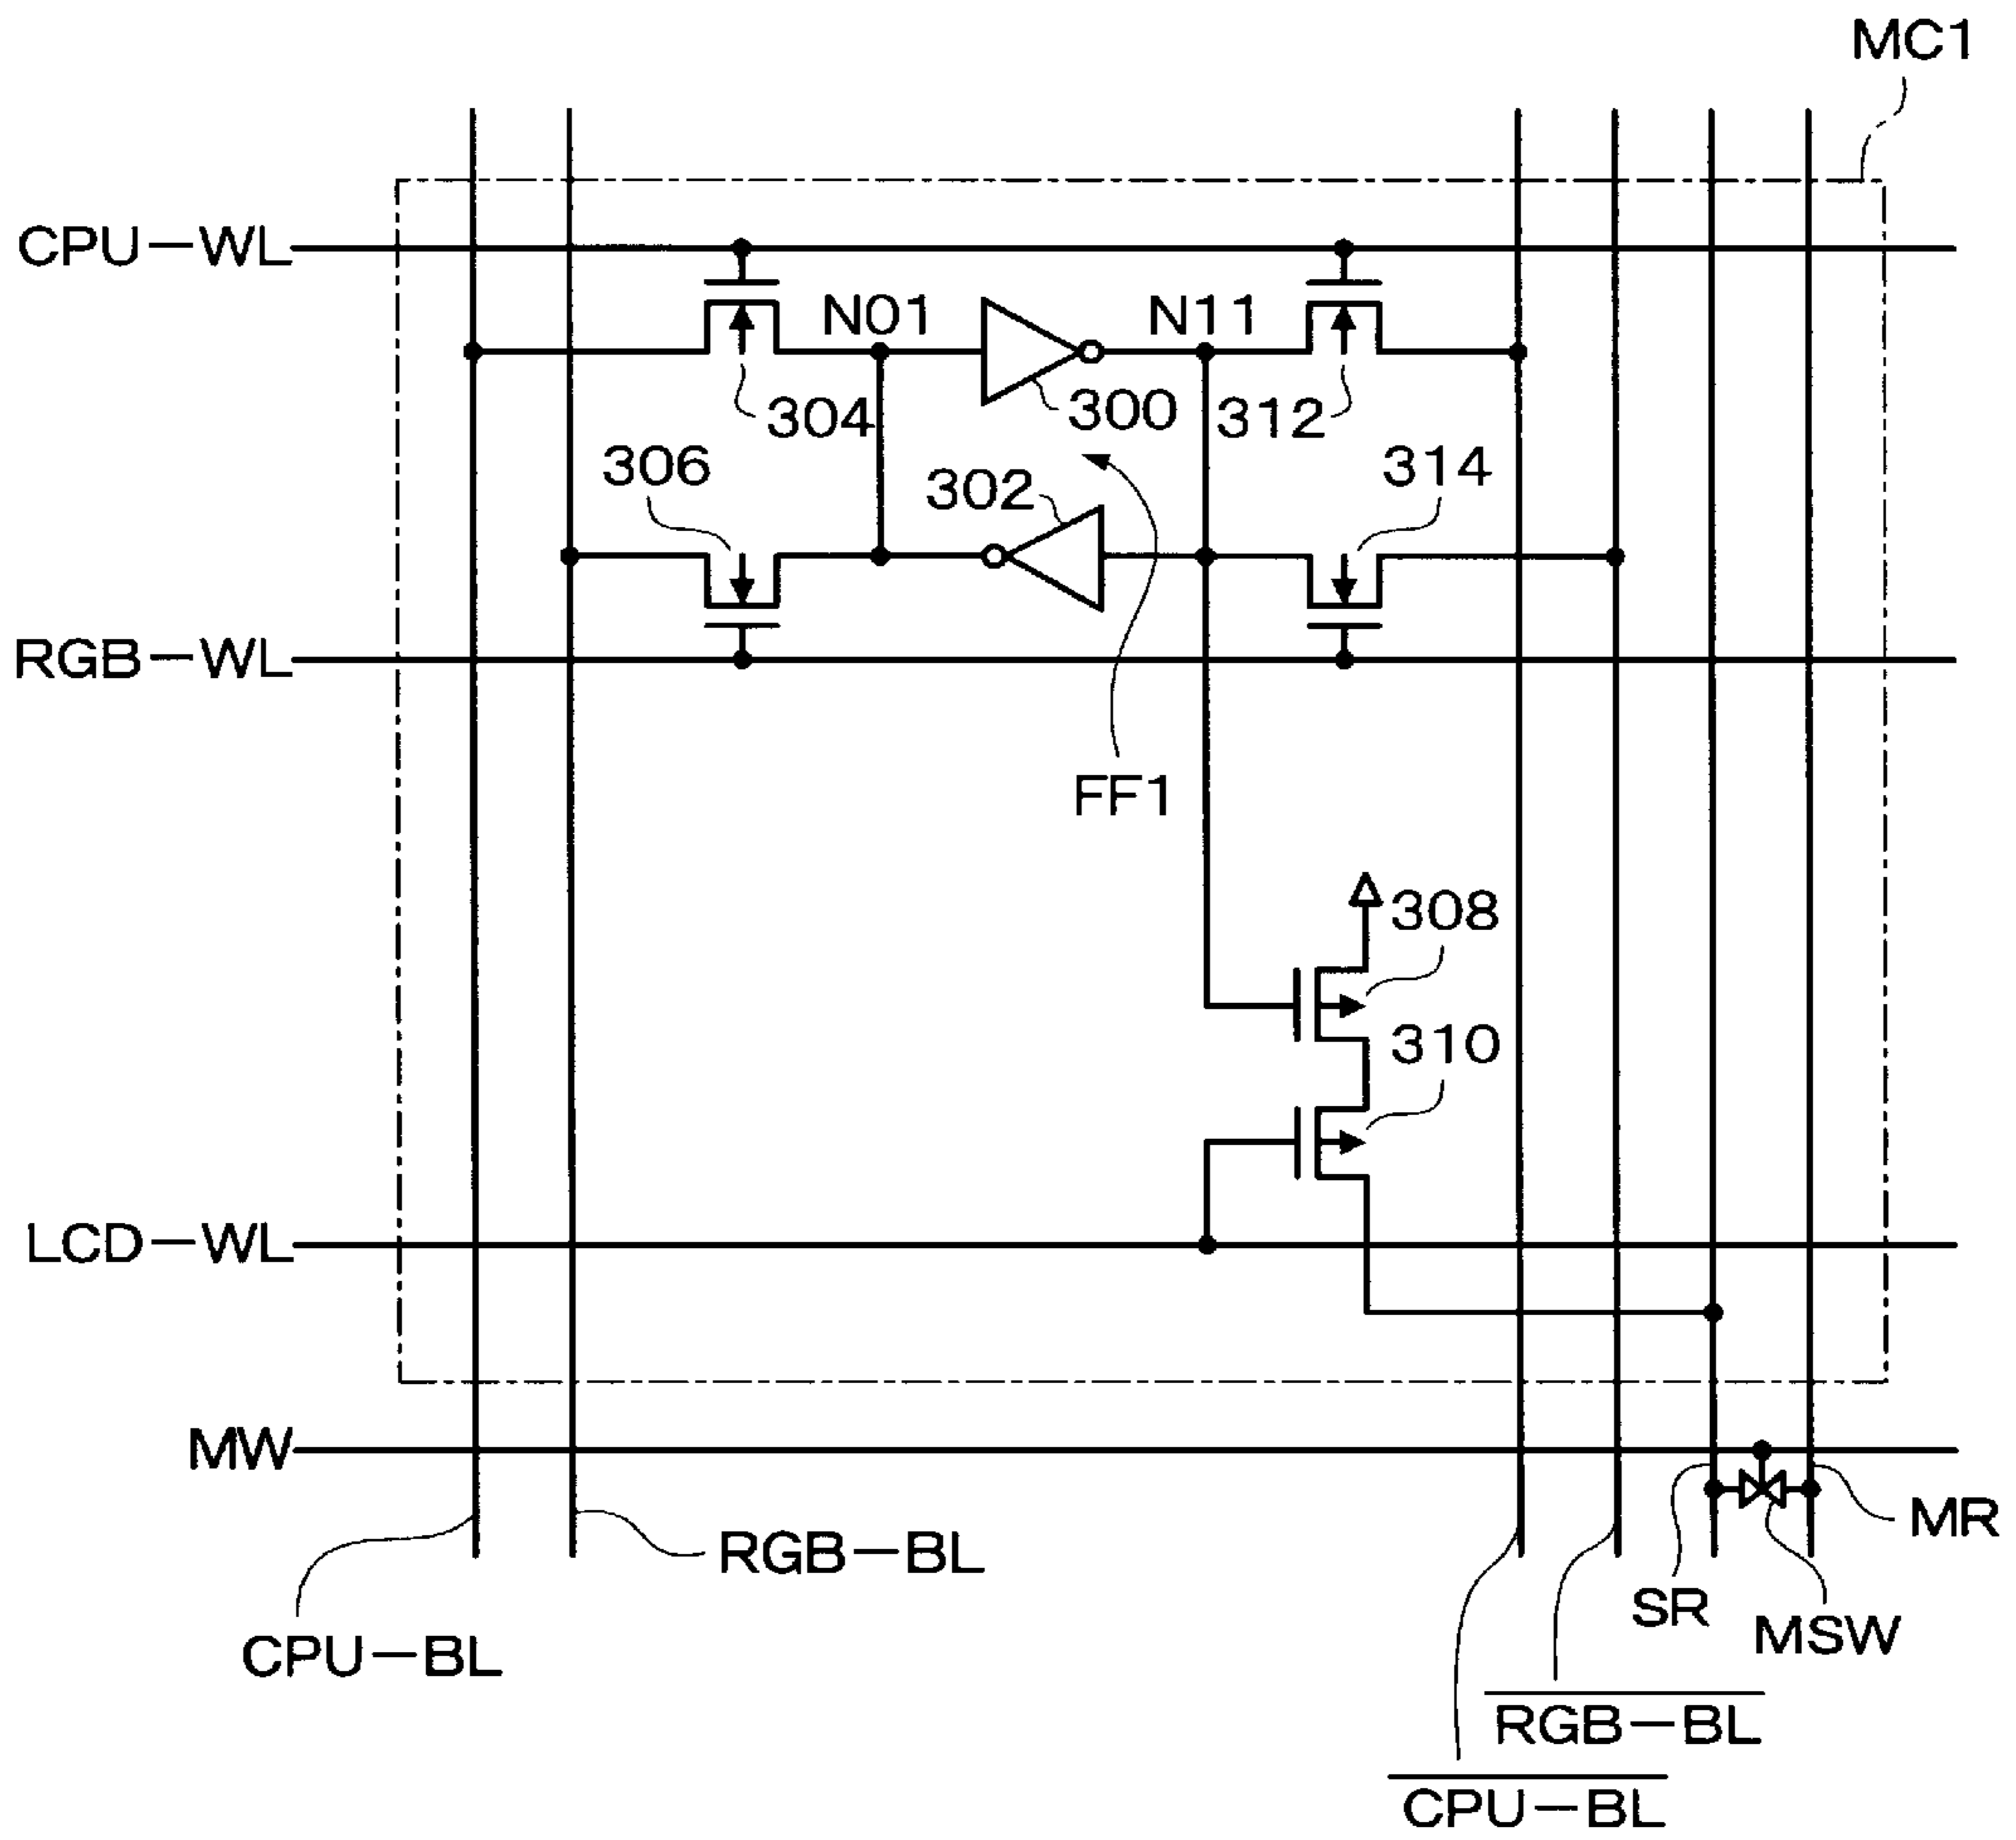 MC1
CPU-WL
N01
N11
304
300
312
306
302
314
RGB-WL
FF1
308
310
LCD-WL
MW
MR
RGB-BL
SR
MSW
CPU-BL
RGB-BL
CPU-BL